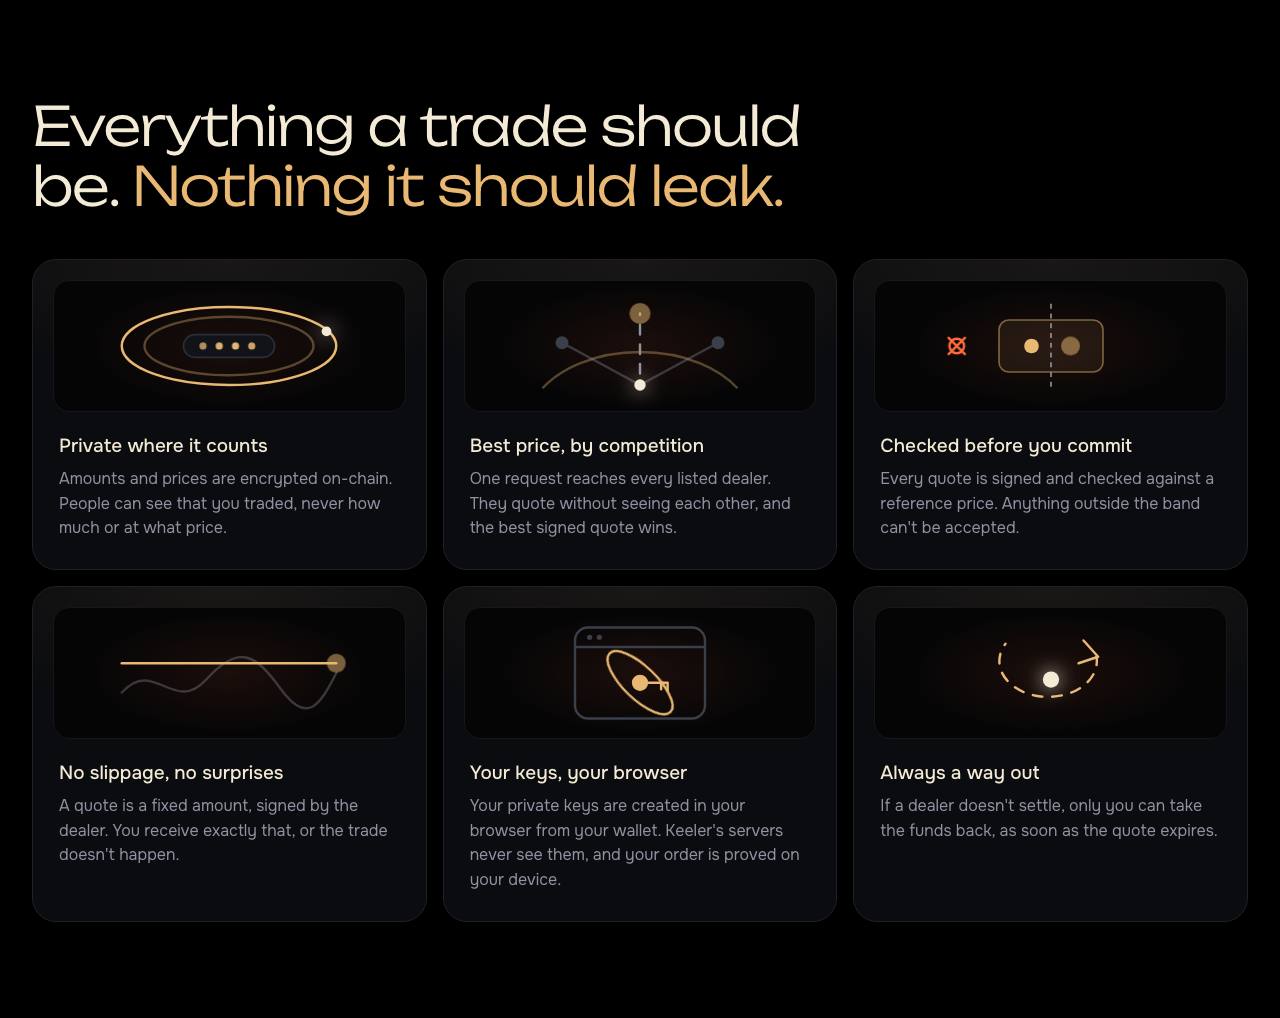 Everything a trade should
be. Nothing it should leak.
Private where it counts
Amounts and prices are encrypted on-chain.
People can see that you traded, never how
much or at what price.
Best price, by competition
One request reaches every listed dealer.
They quote without seeing each other, and
the best signed quote wins.
Checked before you commit
Every quote is signed and checked against a
reference price. Anything outside the band
can't be accepted.
No slippage, no surprises
A quote is a fixed amount, signed by the
dealer. You receive exactly that, or the trade
doesn't happen.
Your keys, your browser
Your private keys are created in your
browser from your wallet. Keeler's servers
never see them, and your order is proved on
your device.
Always a way out
If a dealer doesn't settle, only you can take
the funds back, as soon as the quote expires.